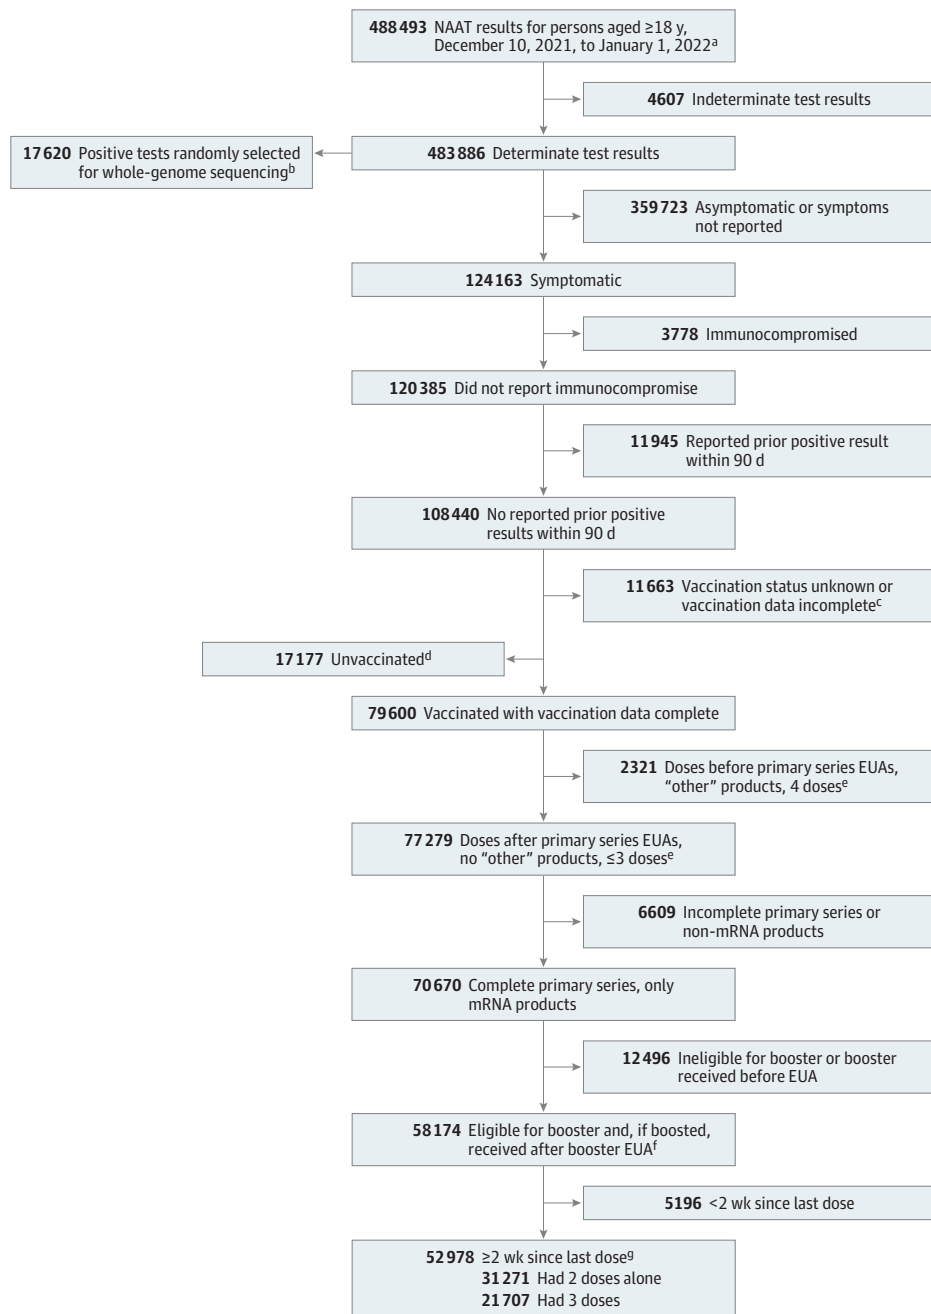 488 493 NAAT results for persons aged ≥18 y,
December 10, 2021, to January 1, 2022ᵃ
4607 Indeterminate test results
17 620 Positive tests randomly selected
for whole-genome sequencingᵇ
483 886 Determinate test results
359 723 Asymptomatic or symptoms
not reported
124 163 Symptomatic
3778 Immunocompromised
120 385 Did not report immunocompromise
11 945 Reported prior positive result
within 90 d
108 440 No reported prior positive
results within 90 d
11 663 Vaccination status unknown or
vaccination data incompleteᶜ
17 177 Unvaccinatedᵈ
79 600 Vaccinated with vaccination data complete
2321 Doses before primary series EUAs,
“other” products, 4 dosesᵉ
77 279 Doses after primary series EUAs,
no “other” products, ≤3 dosesᵉ
6609 Incomplete primary series or
non-mRNA products
70 670 Complete primary series, only
mRNA products
12 496 Ineligible for booster or booster
received before EUA
58 174 Eligible for booster and, if boosted,
received after booster EUAᶠ
5196 <2 wk since last dose
52 978 ≥2 wk since last doseᵍ
31 271 Had 2 doses alone
21 707 Had 3 doses